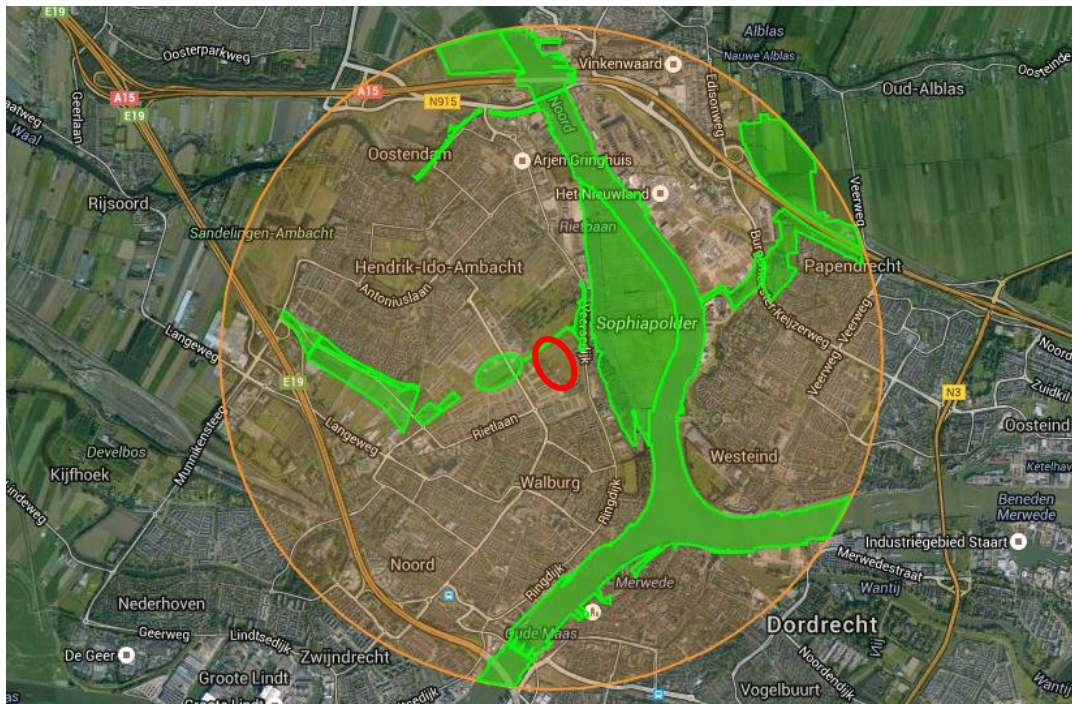 E19
Oosterparkweg
Alblas
Nauwe Alblas
Vinkenwaard
Oosteinde
Edisonweg
Oud-Alblas
A15
A15
E19
N915
Geerlaan
Waal
Noord
Oostendam
Arjen Gringhuis
Het Nieuwland
Veerweg
Rijsoord
Rietbaan
Sandelingen-Ambacht
Hendrik-Ido-Ambacht
Papendrecht
Antoniuslaan
Sophiapolder
Langeweg
Veerweg
Veerweg
Noord
E19
Zuidkil
N3
Munnikensteeg
Langeweg
Rietlaan
Oosteind
Develbos
Westeind
Kijfhoek
Walburg
Ringdijk
Lindeweg
Beneden
Merwede
Industriegebied Staart
Noord
Ringdijk
Merwede
Merwedestraat
Wantij
Nederhoven
Geerweg
Lindtsedijk
Oude Maas
Dordrecht
De Geer
Zwijndrecht
Groote Lindt
Noordendijk
Wantij
Vogelbuurt